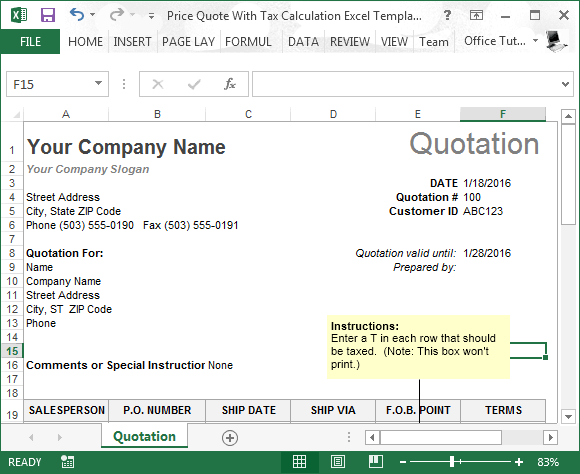 Price Quote With Tax Calculation Excel Templa...
FILE HOME INSERT PAGE LAY FORMUL DATA REVIEW VIEW Team Office Tut...
F15 fx
A B C D E F
1 Your Company Name Quotation
2 Your Company Slogan
3 DATE 1/18/2016
4 Street Address Quotation # 100
5 City, State ZIP Code Customer ID ABC123
6 Phone (503) 555-0190 Fax (503) 555-0191
7
8 Quotation For: Quotation valid until: 1/28/2016
9 Name Prepared by:
10 Company Name
11 Street Address
12 City, ST ZIP Code
13 Phone
Instructions:
14 Enter a T in each row that should
15 be taxed. (Note: This box won't
16 Comments or Special Instruction None print.)
17
18
19 SALESPERSON P.O. NUMBER SHIP DATE SHIP VIA F.O.B. POINT TERMS
Quotation
READY 83%